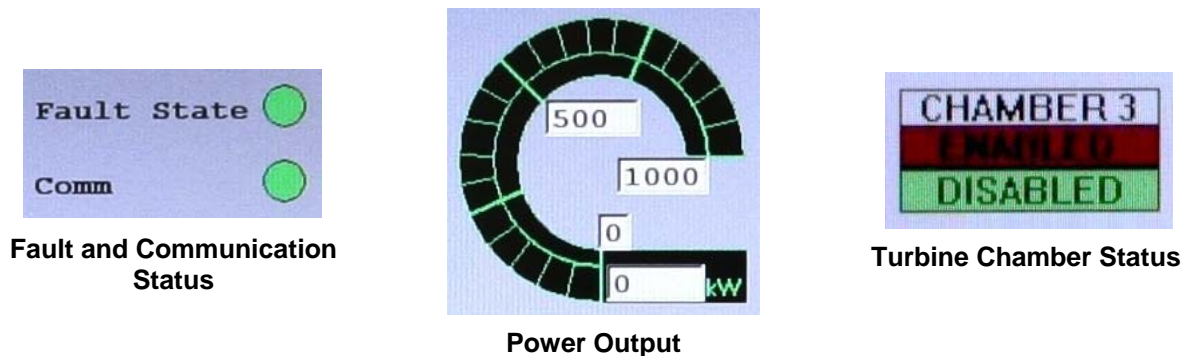 Fault State
Comm
Fault and Communication
Status
500
1000
0
0 kW
Power Output
CHAMBER 3
ENABLED
DISABLED
Turbine Chamber Status